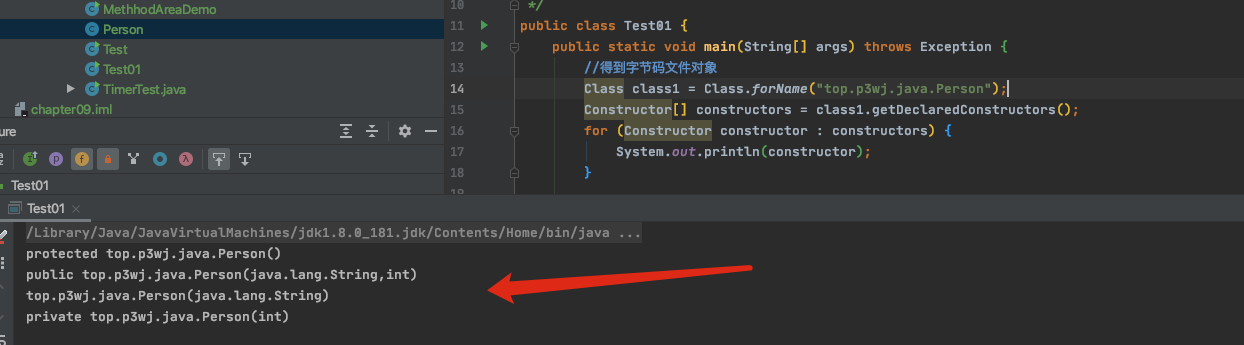 MethhodAreaDemo
Person
Test
Test01
TimerTest.java
chapter09.iml
ure
Test01
10 */
11 public class Test01 {
12 public static void main(String[] args) throws Exception {
13 //得到字节码文件对象
14 Class class1 = Class.forName("top.p3wj.java.Person");
15 Constructor[] constructors = class1.getDeclaredConstructors();
16 for (Constructor constructor : constructors) {
17 System.out.println(constructor);
18 }
19
Test01
/Library/Java/JavaVirtualMachines/jdk1.8.0_181.jdk/Contents/Home/bin/java ...
protected top.p3wj.java.Person()
public top.p3wj.java.Person(java.lang.String,int)
top.p3wj.java.Person(java.lang.String)
private top.p3wj.java.Person(int)